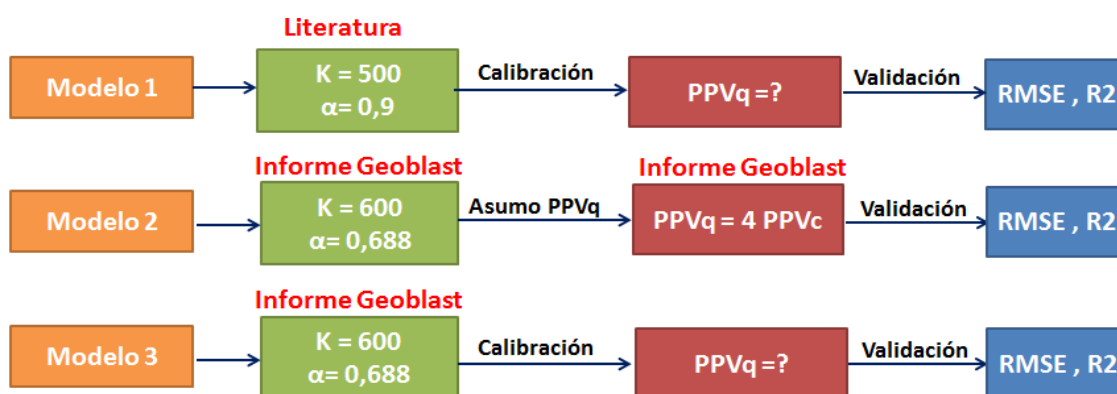 Literatura
Modelo 1
K = 500
α= 0,9
Calibración
PPVq =?
Validación
RMSE , R2
Informe Geoblast
Informe Geoblast
Modelo 2
K = 600
α= 0,688
Asumo PPVq
PPVq = 4 PPVc
Validación
RMSE , R2
Informe Geoblast
Modelo 3
K = 600
α= 0,688
Calibración
PPVq =?
Validación
RMSE , R2